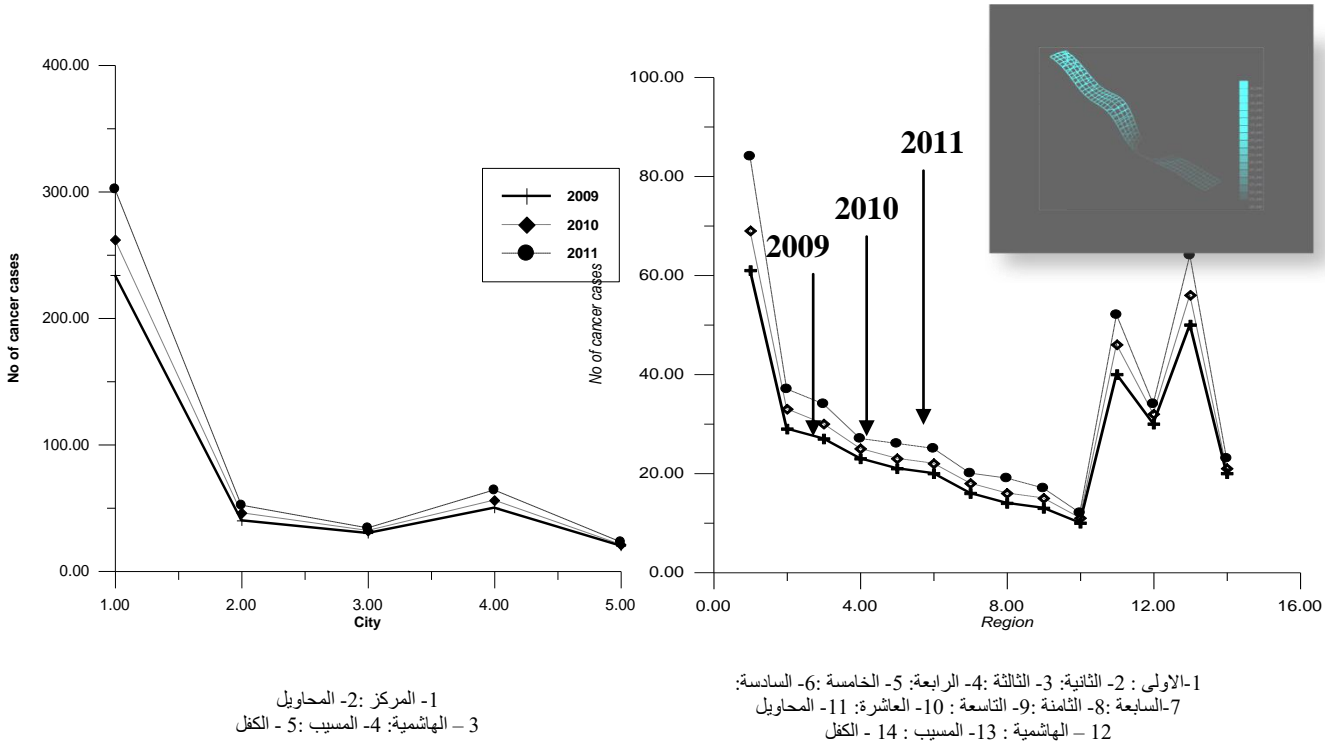 400.00
300.00
200.00
100.00
0.00
No of cancer cases
2009
2010
2011
1.00 2.00 3.00 4.00 5.00
City
1- المركز :2- المحاويل
3 – الهاشمية: 4- المسيب :5 - الكفل
100.00
80.00
60.00
40.00
20.00
0.00
No of cancer cases
2011
2010
2009
0.00 4.00 8.00 12.00 16.00
Region
1-الاولى : 2- الثانية: 3- الثالثة :4- الرابعة: 5- الخامسة :6- السادسة:
7-السابعة :8- الثامنة :9- التاسعة : 10- العاشرة: 11- المحاويل
12 – الهاشمية : 13- المسيب : 14 - الكفل